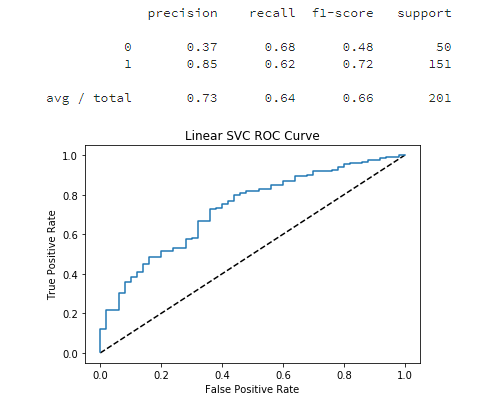 precision recall f1-score support
0 0.37 0.68 0.48 50
1 0.85 0.62 0.72 151
avg / total 0.73 0.64 0.66 201
Linear SVC ROC Curve
1.0
0.8
0.6
0.4
0.2
0.0
True Positive Rate
0.0 0.2 0.4 0.6 0.8 1.0
False Positive Rate